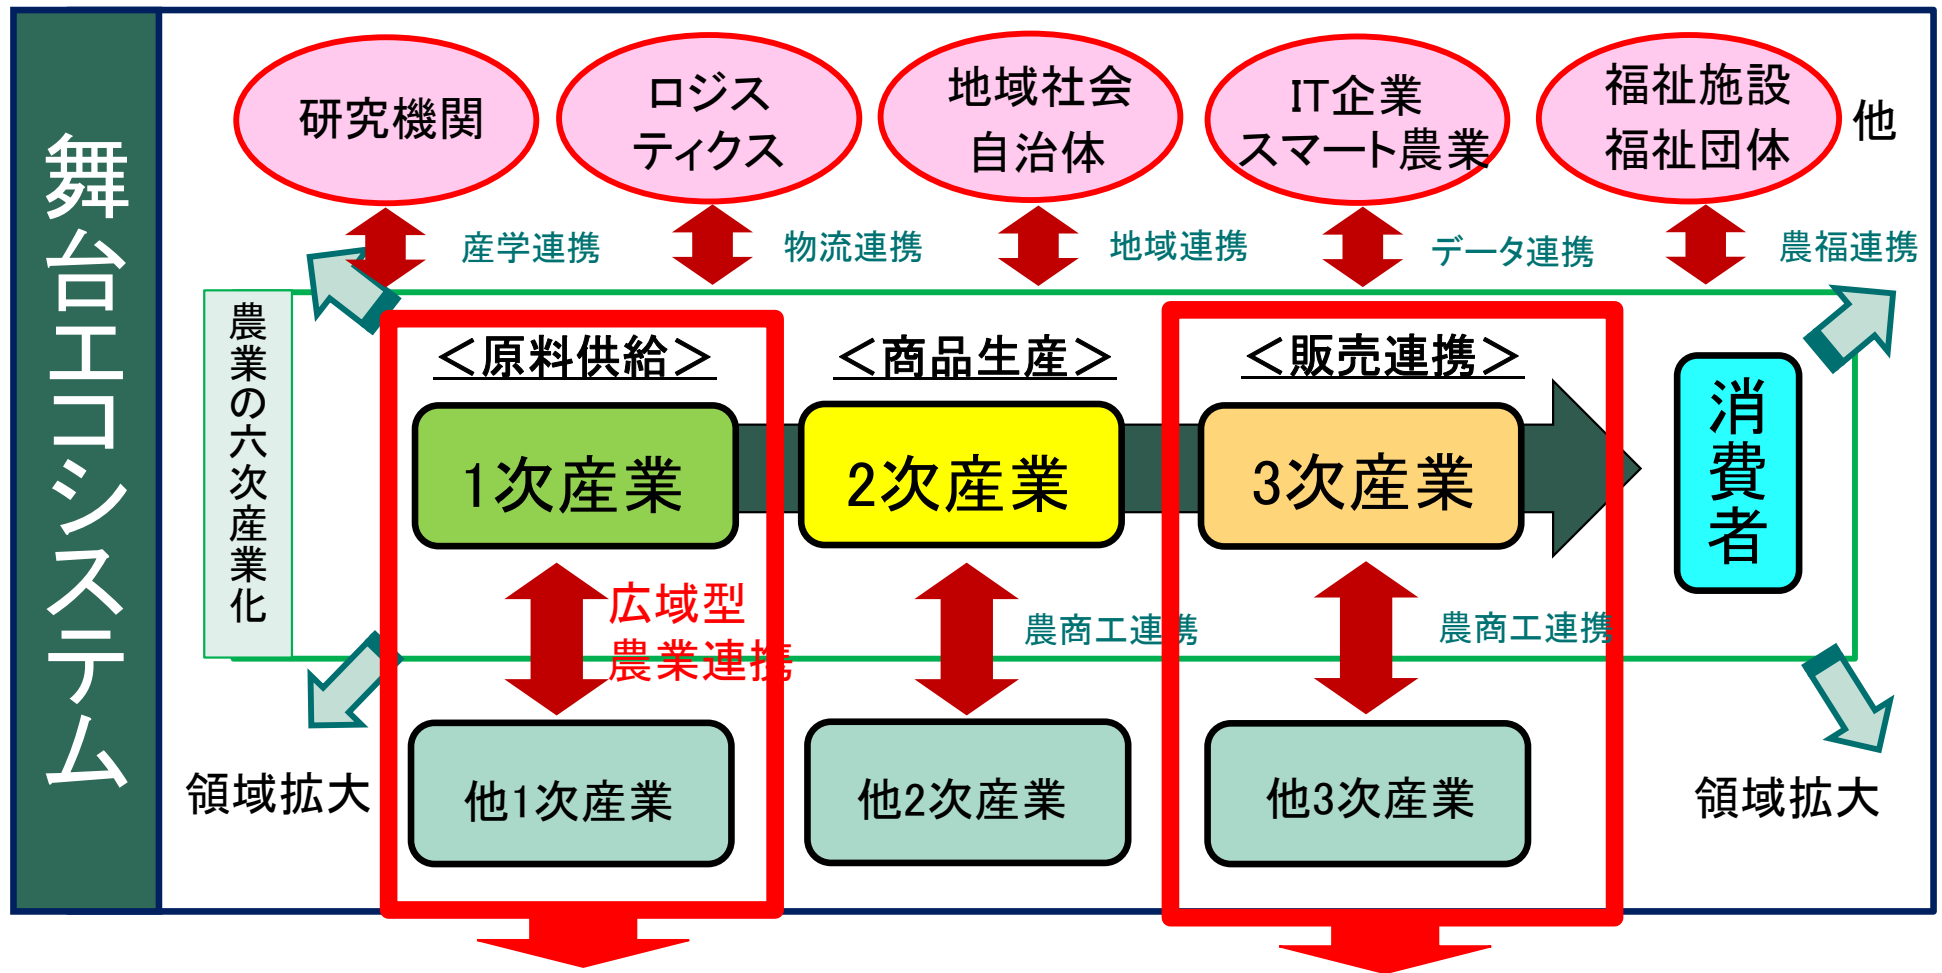 舞台エコシステム
研究機関
ロジス
ティクス
地域社会
自治体
IT企業
スマート農業
福祉施設
福祉団体
他
産学連携
物流連携
地域連携
データ連携
農福連携
農業の六次産業化
＜原料供給＞
＜商品生産＞
＜販売連携＞
1次産業
2次産業
3次産業
消費者
広域型
農業連携
農商工連携
農商工連携
領域拡大
他1次産業
他2次産業
他3次産業
領域拡大